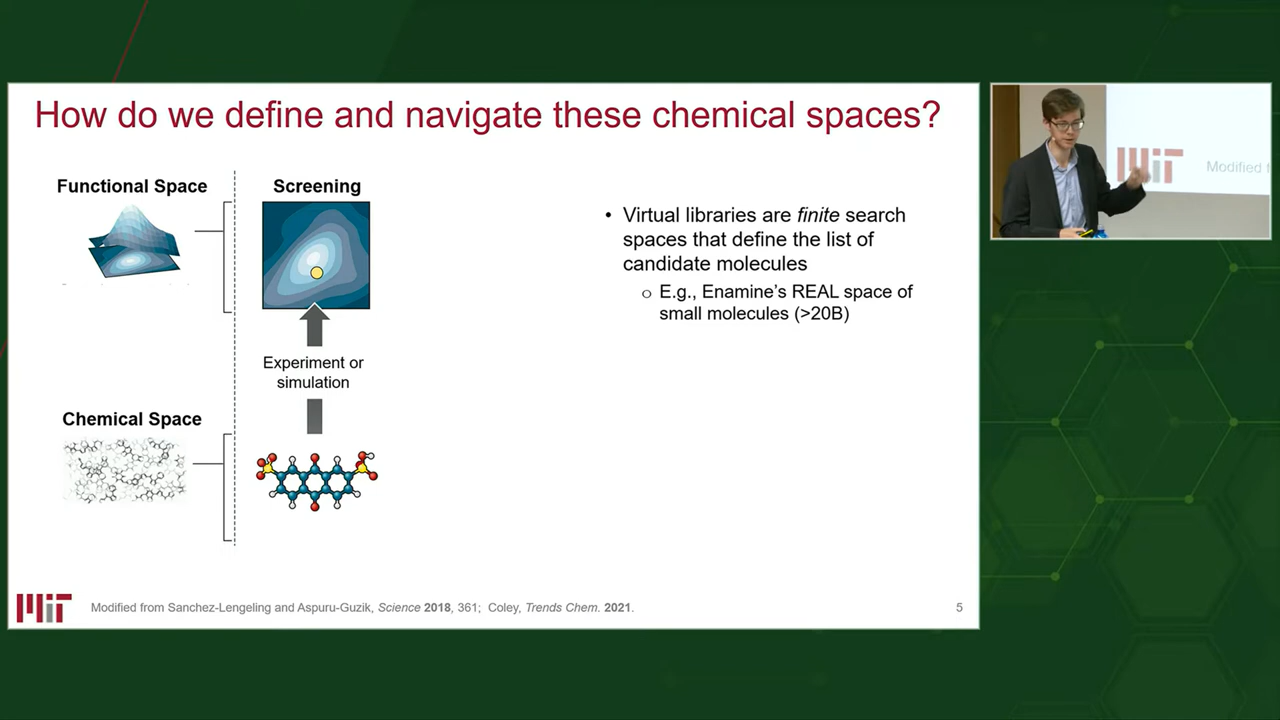 How do we define and navigate these chemical spaces?
Functional Space
Screening
Experiment or
simulation
Chemical Space
• Virtual libraries are finite search
spaces that define the list of
candidate molecules
o E.g., Enamine's REAL space of
small molecules (>20B)
MiT
Modified from Sanchez-Lengeling and Aspuru-Guzik, Science 2018, 361; Coley, Trends Chem. 2021.
5
MiT
Modified